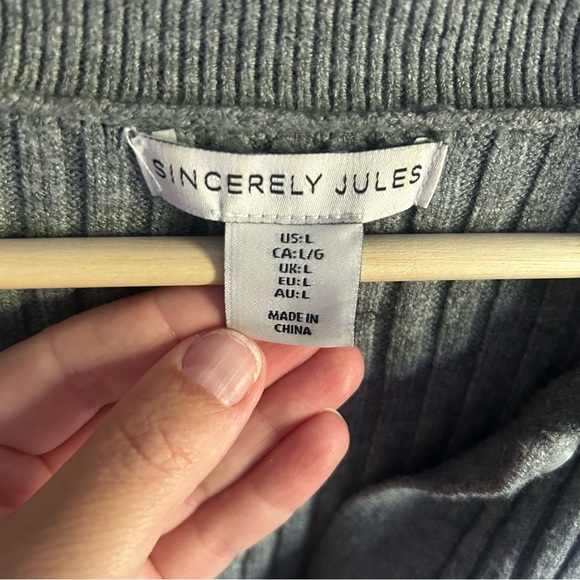 SINCERELY JULES
US: L
CA: L/G
UK: L
EU: L
AU: L
MADE IN
CHINA